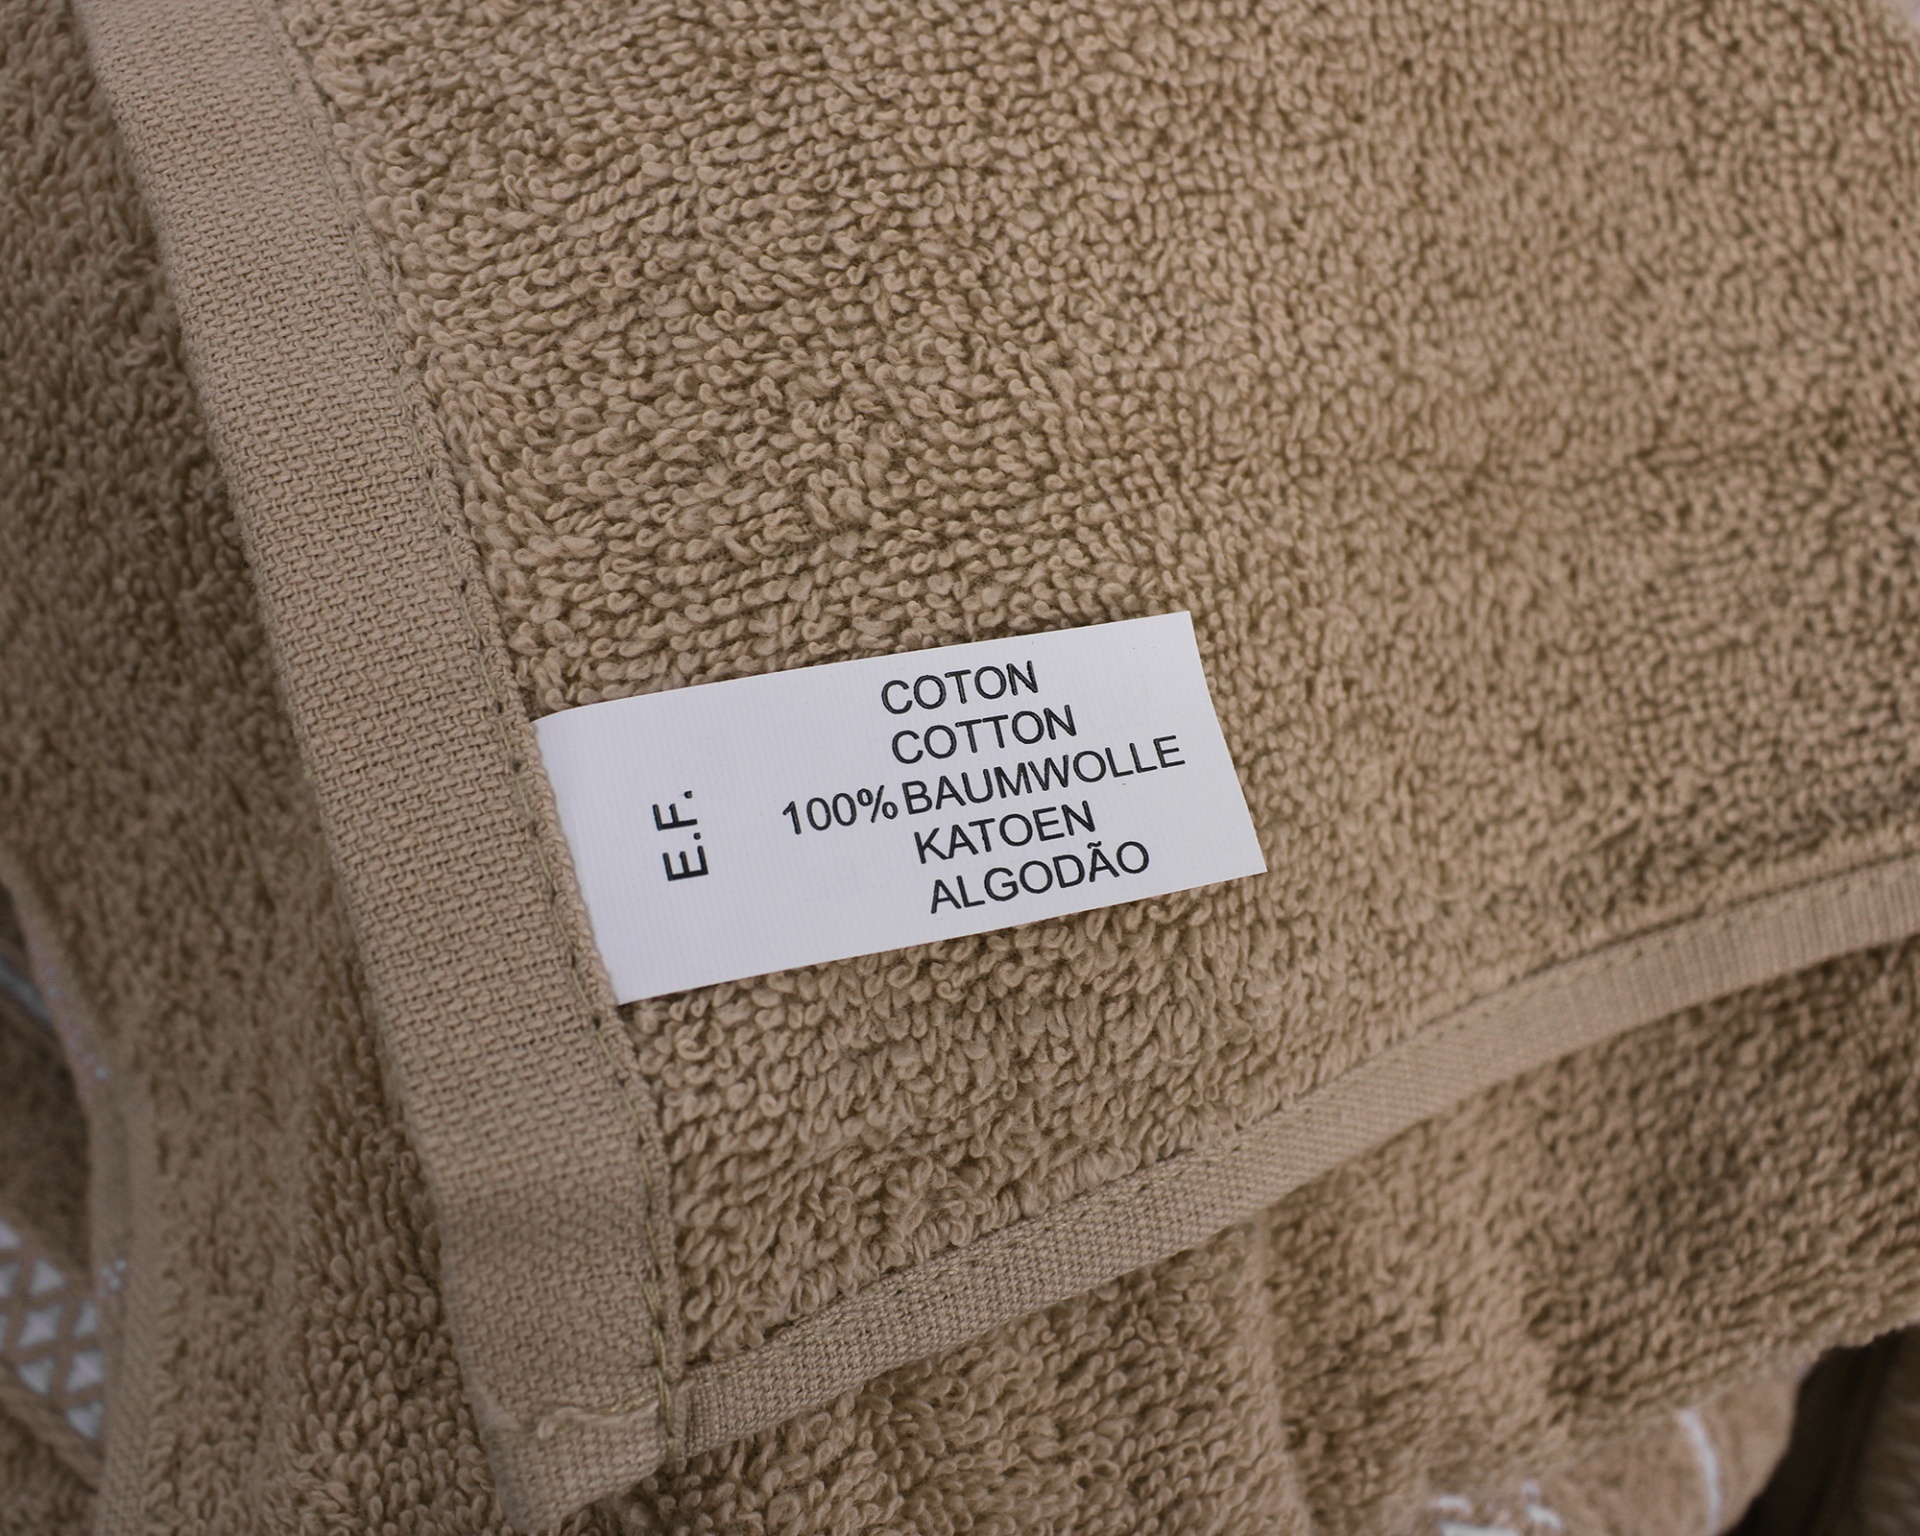 E.F.
COTON
COTTON
100% BAUMWOLLE
KATOEN
ALGODÃO